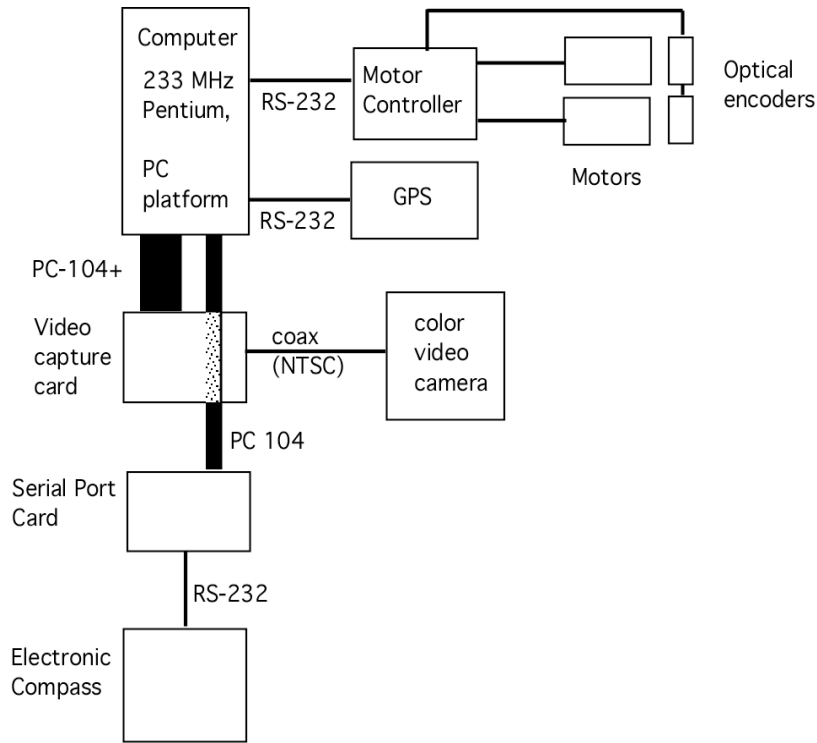 Computer
233 MHz
Pentium,
PC
platform
RS-232
Motor
Controller
Optical
encoders
Motors
RS-232
GPS
PC-104+
Video
capture
card
coax
(NTSC)
color
video
camera
PC 104
Serial Port
Card
RS-232
Electronic
Compass